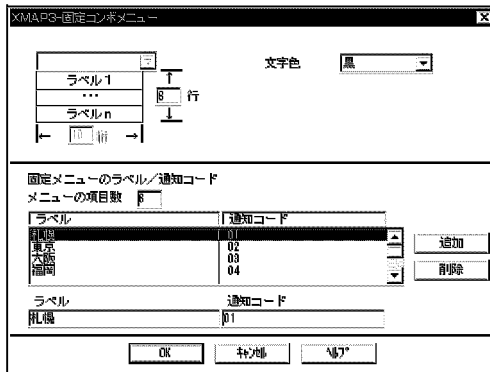 XMAP3-固定コンボメニュー
文字色 黒
ラベル1
...
ラベルn
6 行
10 桁
固定メニューのラベル/通知コード
メニューの項目数 6
ラベル 通知コード
札幌 01
東京 02
大阪 03
福岡 04
追加
削除
ラベル 通知コード
札幌 01
OK キャンセル ヘルプ